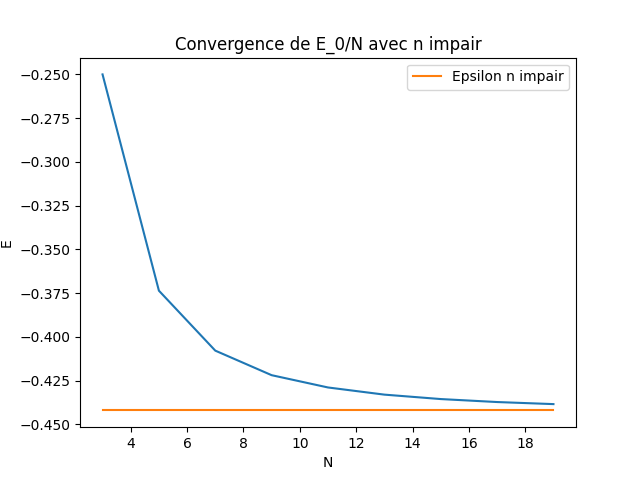 Convergence de E_0/N avec n impair
Epsilon n impair
−0.250
−0.275
−0.300
−0.325
−0.350
−0.375
−0.400
−0.425
−0.450
E
4 6 8 10 12 14 16 18
N